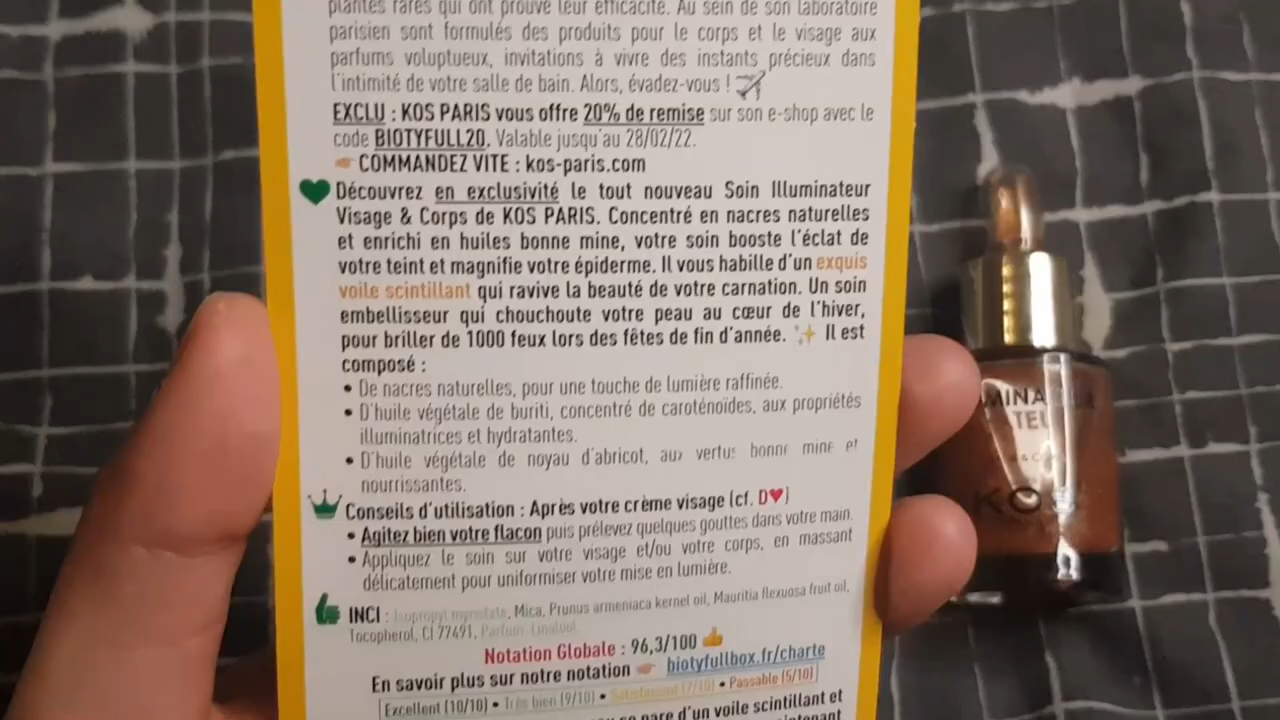 plantes rares qui ont prouvé leur efficacité. Au sein de son laboratoire
parisien sont formulés des produits pour le corps et le visage aux
parfums voluptueux, invitations à vivre des instants précieux dans
l'intimité de votre salle de bain. Alors, évadez-vous !
EXCLU : KOS PARIS vous offre 20% de remise sur son e-shop avec le
code BIOTYFULL20. Valable jusqu'au 28/02/22.
COMMANDEZ VITE : kos-paris.com
Découvrez en exclusivité le tout nouveau Soin Illuminateur
Visage & Corps de KOS PARIS. Concentré en nacres naturelles
et enrichi en huiles bonne mine, votre soin booste l'éclat de
votre teint et magnifie votre épiderme. Il vous habille d'un exquis
voile scintillant qui ravive la beauté de votre carnation. Un soin
embellisseur qui chouchoute votre peau au cœur de l'hiver,
pour briller de 1000 feux lors des fêtes de fin d'année. ✨ Il est
composé :
• De nacres naturelles, pour une touche de lumière raffinée.
• D'huile végétale de buriti, concentré de caroténoïdes, aux propriétés
illuminatrices et hydratantes.
• D'huile végétale de noyau d'abricot, aux vertus bonne mine et
nourrissantes.
Conseils d'utilisation : Après votre crème visage (cf. D♥)
• Agitez bien votre flacon puis prélevez quelques gouttes dans votre main.
• Appliquez le soin sur votre visage et/ou votre corps, en massant
délicatement pour uniformiser votre mise en lumière.
INCI : Isopropyl myristate, Mica, Prunus armeniaca kernel oil, Mauritia flexuosa fruit oil,
Tocopherol, CI 77491, Parfum, Linalool.
Notation Globale : 96,3/100
En savoir plus sur notre notation biotyfullbox.fr/charte
Excellent (10/10) • Très bien (9/10) • Satisfaisant (7/10) • Passable (5/10)
pare d'un voile scintillant et
KOS